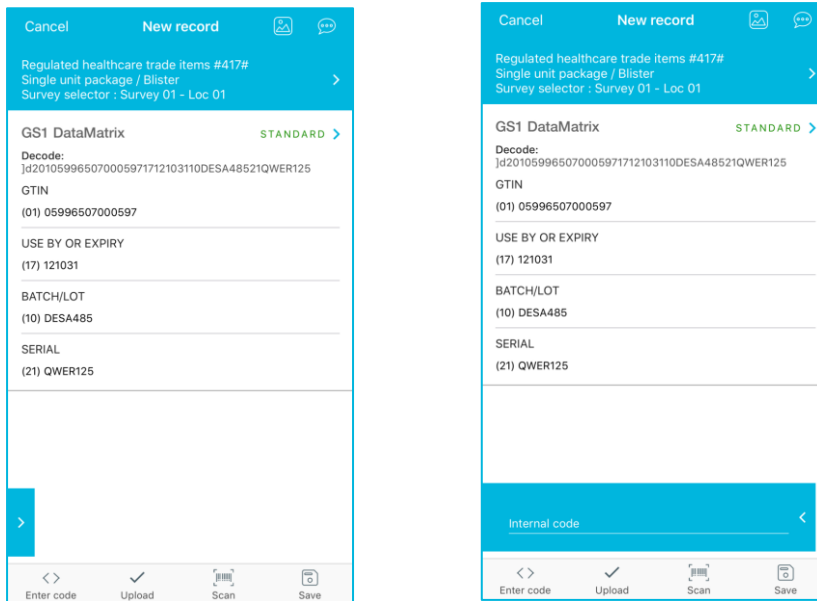 Cancel New record
Regulated healthcare trade items #417#
Single unit package / Blister
Survey selector : Survey 01 - Loc 01
GS1 DataMatrix STANDARD
Decode:
]d201059965070005971712103110DESA48521QWER125
GTIN
(01) 05996507000597
USE BY OR EXPIRY
(17) 121031
BATCH/LOT
(10) DESA485
SERIAL
(21) QWER125
Enter code Upload Scan Save
Cancel New record
Regulated healthcare trade items #417#
Single unit package / Blister
Survey selector : Survey 01 - Loc 01
GS1 DataMatrix STANDARD
Decode:
]d201059965070005971712103110DESA48521QWER125
GTIN
(01) 05996507000597
USE BY OR EXPIRY
(17) 121031
BATCH/LOT
(10) DESA485
SERIAL
(21) QWER125
Internal code
Enter code Upload Scan Save